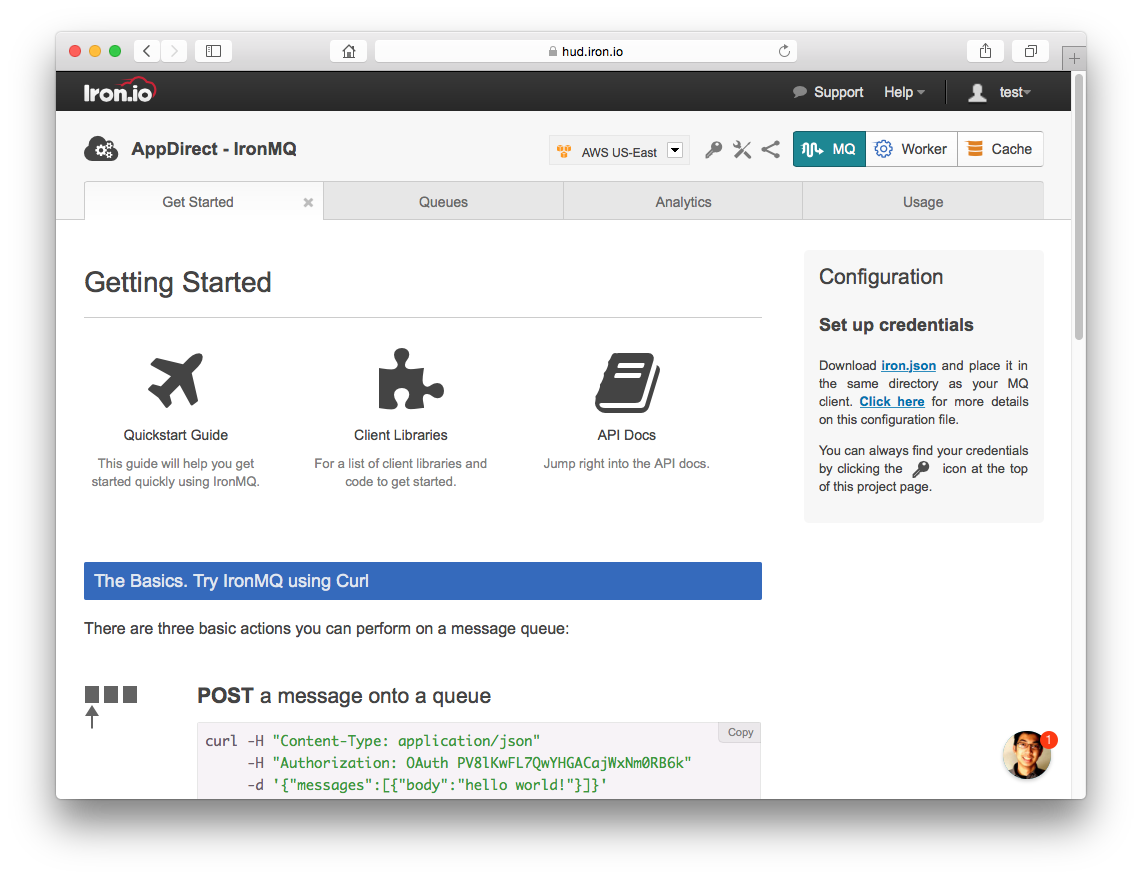 hud.iron.io
Iron.io
Support
Help
test
AppDirect - IronMQ
AWS US-East
MQ
Worker
Cache
Get Started
Queues
Analytics
Usage
Getting Started
Quickstart Guide
This guide will help you get
started quickly using IronMQ.
Client Libraries
For a list of client libraries and
code to get started.
API Docs
Jump right into the API docs.
Configuration
Set up credentials
Download iron.json and place it in
the same directory as your MQ
client. Click here for more details
on this configuration file.
You can always find your credentials
by clicking the icon at the top
of this project page.
The Basics. Try IronMQ using Curl
There are three basic actions you can perform on a message queue:
POST a message onto a queue
Copy
curl -H "Content-Type: application/json"
-H "Authorization: OAuth PV8lKwFL7QwYHGACajWxNm0RB6k"
-d '{"messages":[{"body":"hello world!"}]}'
1